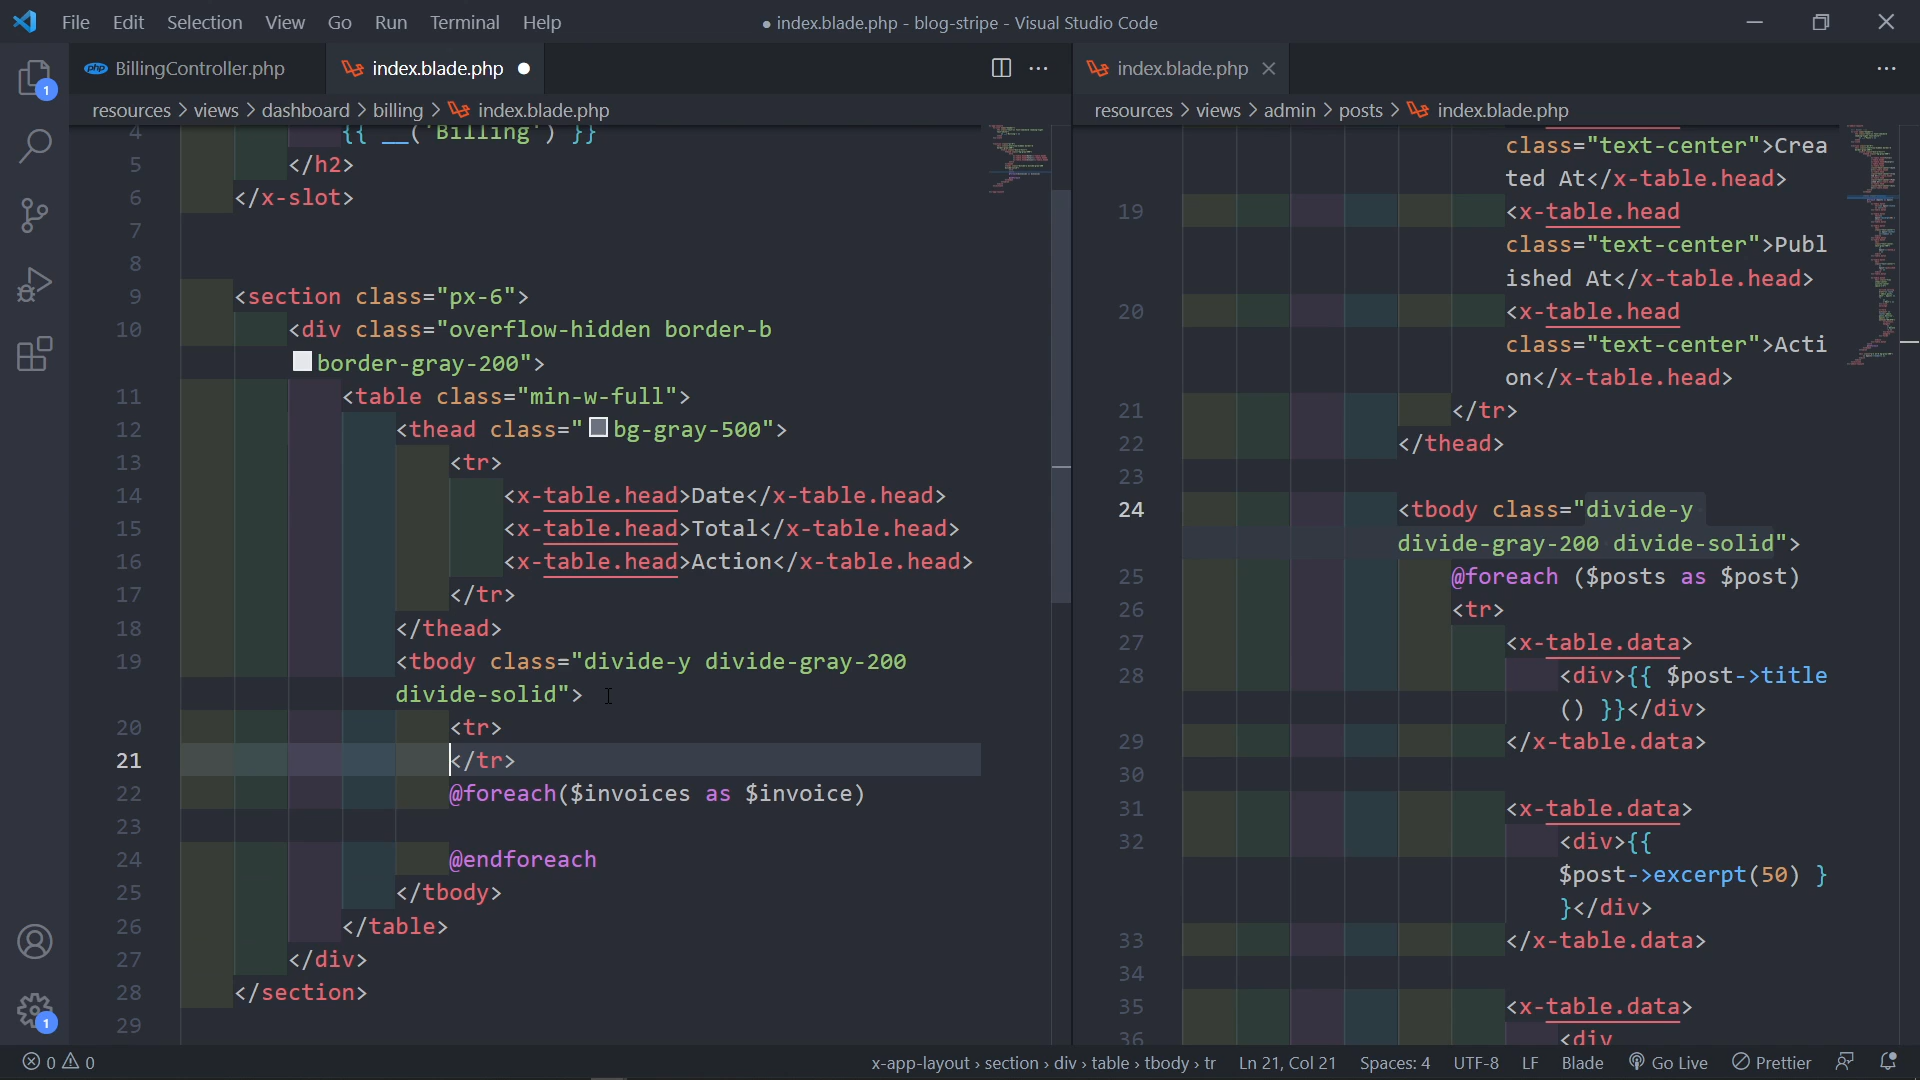 File Edit Selection View Go Run Terminal Help
● index.blade.php - blog-stripe - Visual Studio Code
php BillingController.php
index.blade.php ●
index.blade.php
resources > views > dashboard > billing > index.blade.php
resources > views > admin > posts > index.blade.php
4 {{ __('Billing') }}
5 </h2>
6 </x-slot>
7
8
9 <section class="px-6">
10 <div class="overflow-hidden border-b
border-gray-200">
11 <table class="min-w-full">
12 <thead class="bg-gray-500">
13 <tr>
14 <x-table.head>Date</x-table.head>
15 <x-table.head>Total</x-table.head>
16 <x-table.head>Action</x-table.head>
17 </tr>
18 </thead>
19 <tbody class="divide-y divide-gray-200
divide-solid">
20 <tr>
21 </tr>
22 @foreach($invoices as $invoice)
23
24 @endforeach
25 </tbody>
26 </table>
27 </div>
28 </section>
29
class="text-center">Crea
ted At</x-table.head>
19 <x-table.head
class="text-center">Publ
ished At</x-table.head>
20 <x-table.head
class="text-center">Acti
on</x-table.head>
21 </tr>
22 </thead>
23
24 <tbody class="divide-y
divide-gray-200 divide-solid">
25 @foreach ($posts as $post)
26 <tr>
27 <x-table.data>
28 <div>{{ $post->title
() }}</div>
29 </x-table.data>
30
31 <x-table.data>
32 <div>{{
$post->excerpt(50) }
}</div>
33 </x-table.data>
34
35 <x-table.data>
36 <div
1
1
0 0
x-app-layout › section › div › table › tbody › tr
Ln 21, Col 21
Spaces: 4
UTF-8
LF
Blade
Go Live
Prettier